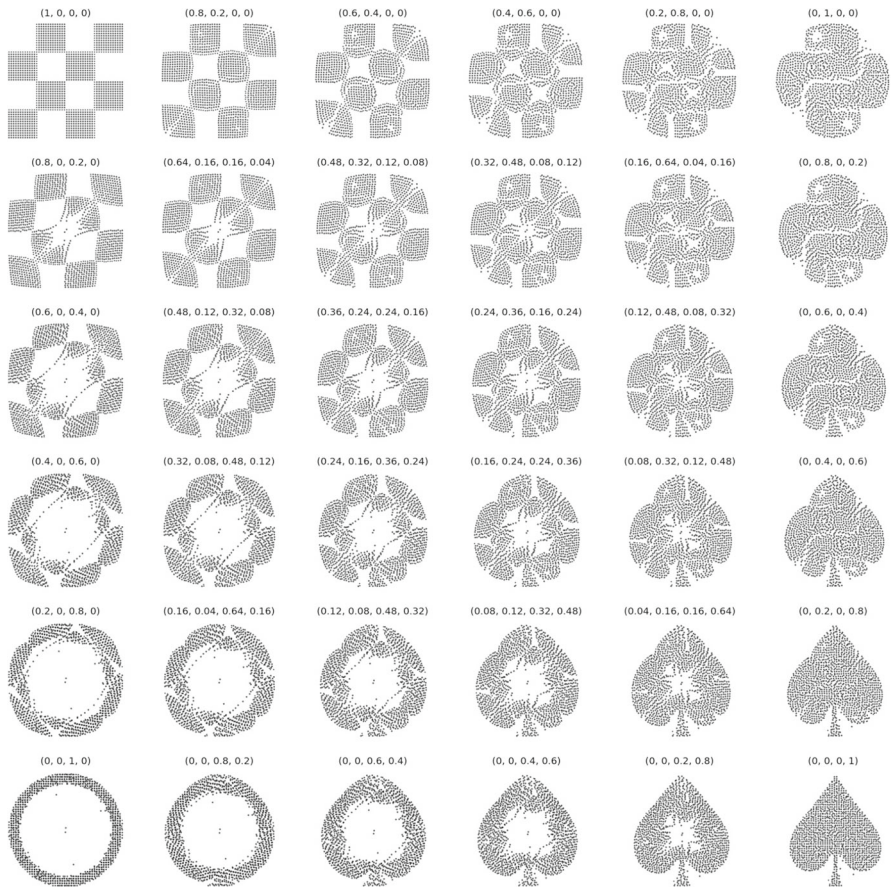 (1, 0, 0, 0) (0.8, 0.2, 0, 0) (0.6, 0.4, 0, 0) (0.4, 0.6, 0, 0) (0.2, 0.8, 0, 0) (0, 1, 0, 0)
(0.8, 0, 0.2, 0) (0.64, 0.16, 0.16, 0.04) (0.48, 0.32, 0.12, 0.08) (0.32, 0.48, 0.08, 0.12) (0.16, 0.64, 0.04, 0.16) (0, 0.8, 0, 0.2)
(0.6, 0, 0.4, 0) (0.48, 0.12, 0.32, 0.08) (0.36, 0.24, 0.24, 0.16) (0.24, 0.36, 0.16, 0.24) (0.12, 0.48, 0.08, 0.32) (0, 0.6, 0, 0.4)
(0.4, 0, 0.6, 0) (0.32, 0.08, 0.48, 0.12) (0.24, 0.16, 0.36, 0.24) (0.16, 0.24, 0.24, 0.36) (0.08, 0.32, 0.12, 0.48) (0, 0.4, 0, 0.6)
(0.2, 0, 0.8, 0) (0.16, 0.04, 0.64, 0.16) (0.12, 0.08, 0.48, 0.32) (0.08, 0.12, 0.32, 0.48) (0.04, 0.16, 0.16, 0.64) (0, 0.2, 0, 0.8)
(0, 0, 1, 0) (0, 0, 0.8, 0.2) (0, 0, 0.6, 0.4) (0, 0, 0.4, 0.6) (0, 0, 0.2, 0.8) (0, 0, 0, 1)